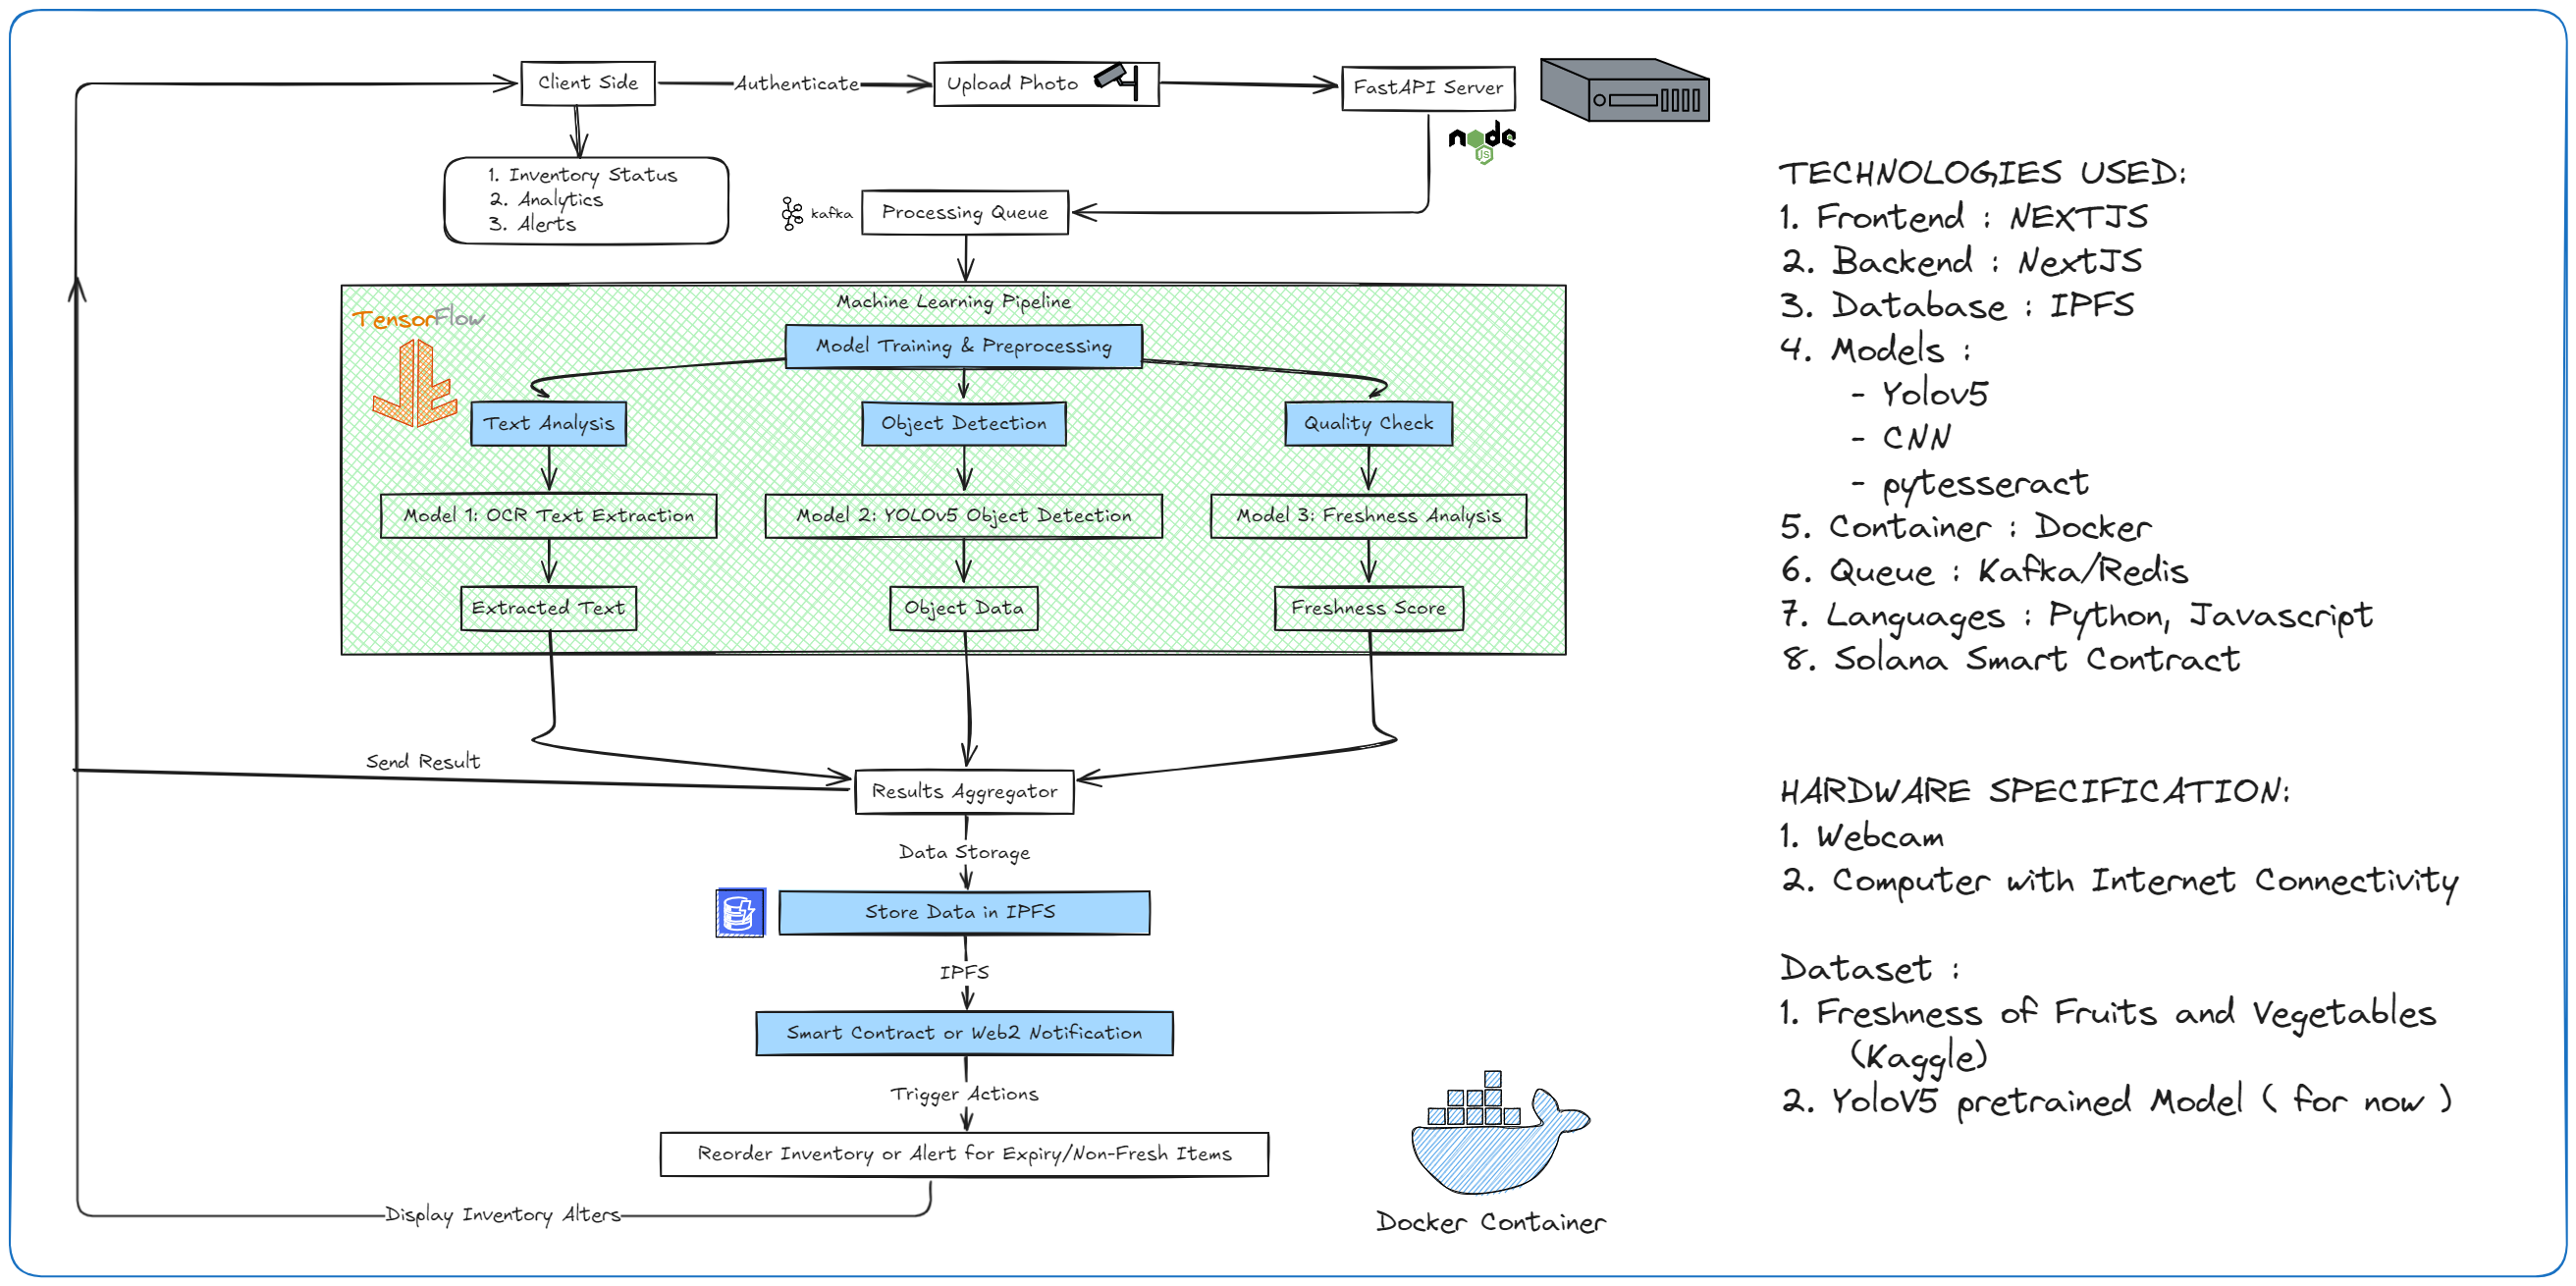 Client Side
Authenticate
Upload Photo
FastAPI Server
node
JS
1. Inventory Status
2. Analytics
3. Alerts
kafka
Processing Queue
Machine Learning Pipeline
TensorFlow
Model Training & Preprocessing
Text Analysis
Object Detection
Quality Check
Model 1: OCR Text Extraction
Model 2: YOLOv5 Object Detection
Model 3: Freshness Analysis
Extracted Text
Object Data
Freshness Score
Send Result
Results Aggregator
Data Storage
Store Data in IPFS
IPFS
Smart Contract or Web2 Notification
Trigger Actions
Reorder Inventory or Alert for Expiry/Non-Fresh Items
Display Inventory Alters
Docker Container
TECHNOLOGIES USED:
1. Frontend : NEXTJS
2. Backend : NextJS
3. Database : IPFS
4. Models :
- Yolov5
- CNN
- pytesseract
5. Container : Docker
6. Queue : Kafka/Redis
7. Languages : Python, Javascript
8. Solana Smart Contract
HARDWARE SPECIFICATION:
1. Webcam
2. Computer with Internet Connectivity
Dataset :
1. Freshness of Fruits and Vegetables
(Kaggle)
2. YoloV5 pretrained Model ( for now )